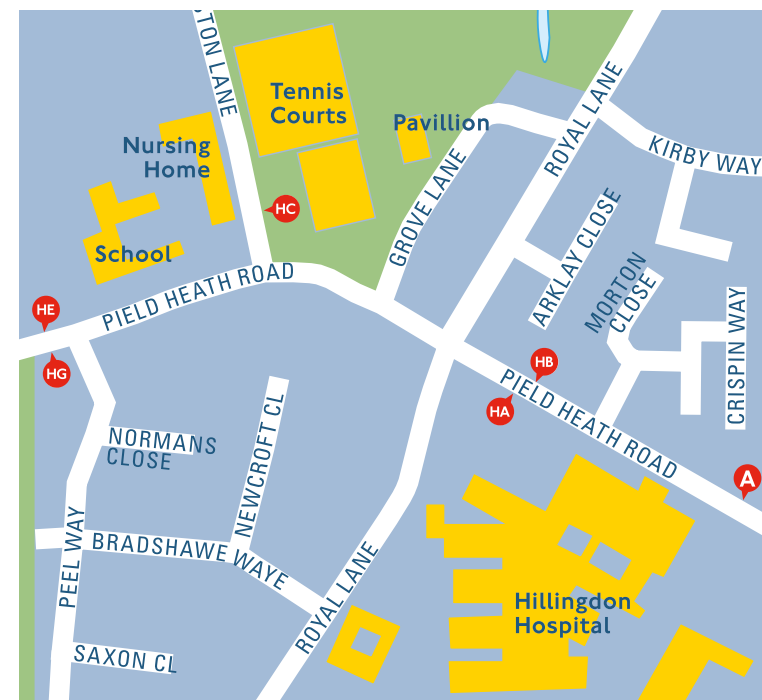 STON LANE
Tennis
Courts
Pavillion
ROYAL LANE
Nursing
Home
KIRBY WAY
HC
GROVE LANE
School
ARKLAY CLOSE
MORTON
CLOSE
PIELD HEATH ROAD
HE
HG
CRISPIN WAY
HB
HA
PIELD HEATH ROAD
NEWCROFT CL
NORMANS
CLOSE
A
PEEL WAY
BRADSHAWE WAYE
ROYAL LANE
Hillingdon
Hospital
SAXON CL